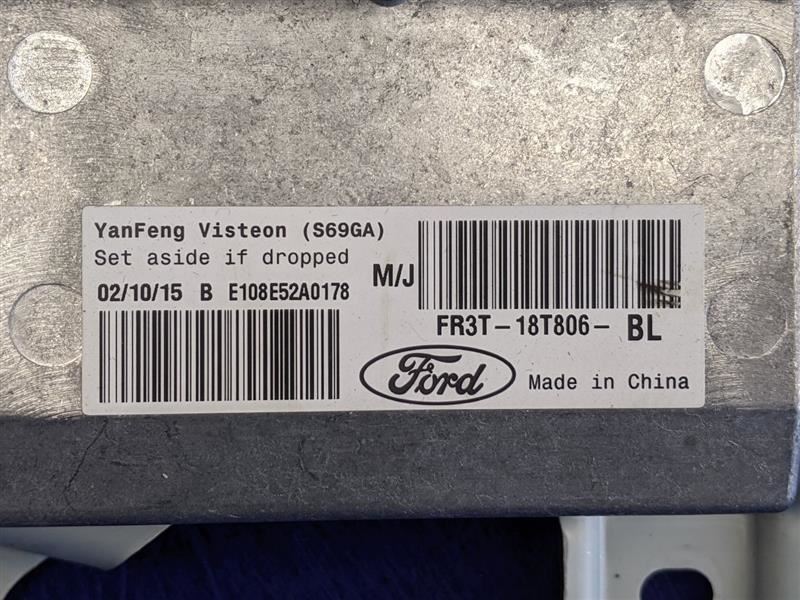 YanFeng Visteon (S69GA)
Set aside if dropped
02/10/15 B E108E52A0178
M/J
FR3T-18T806- BL
Ford
Made in China